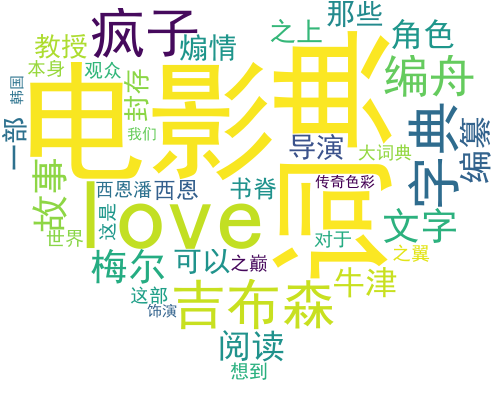 那些
疯子
之上
角色
教授
煽情
本身
观众
电影
词典
编舟
韩国
封存
我们
字典
编纂
一部
导演
大词典
故事
西恩潘
西恩
书脊
传奇色彩
love
这是
文字
世界
对于
梅尔
可以
之巅
之翼
牛津
这部
吉布森
饰演
阅读
想到